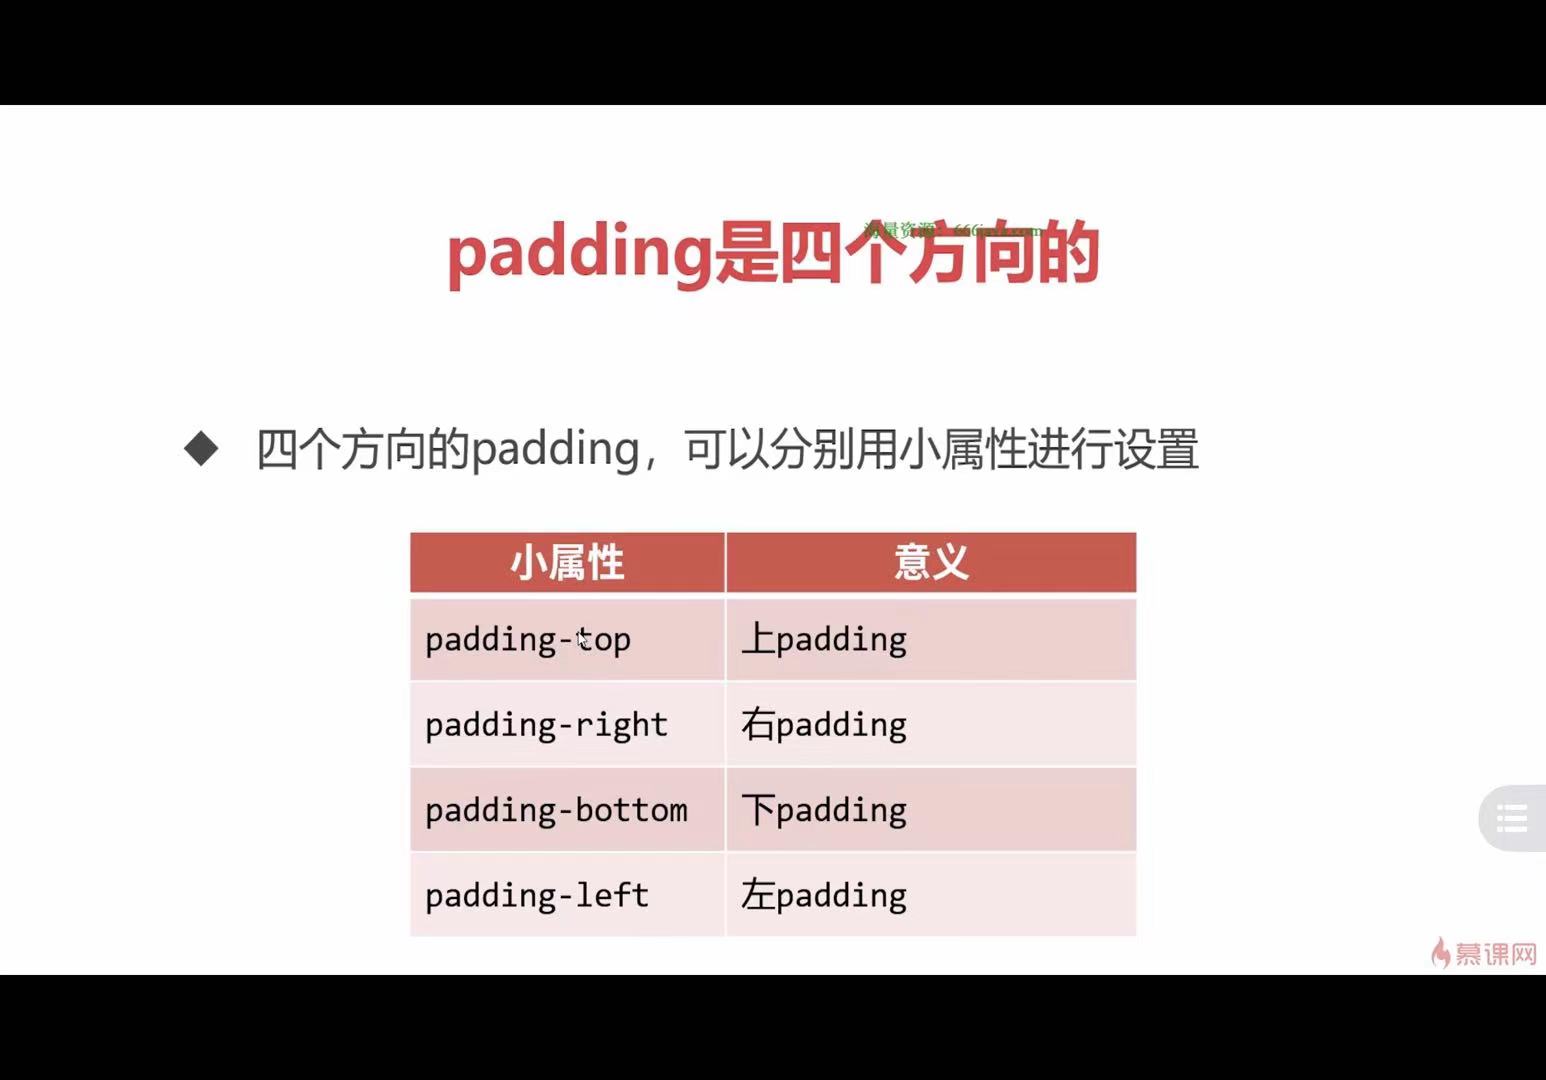 padding是四个方向的
海量资源：
◆ 四个方向的padding，可以分别用小属性进行设置
小属性 意义
padding-top 上padding
padding-right 右padding
padding-bottom 下padding
padding-left 左padding
慕课网